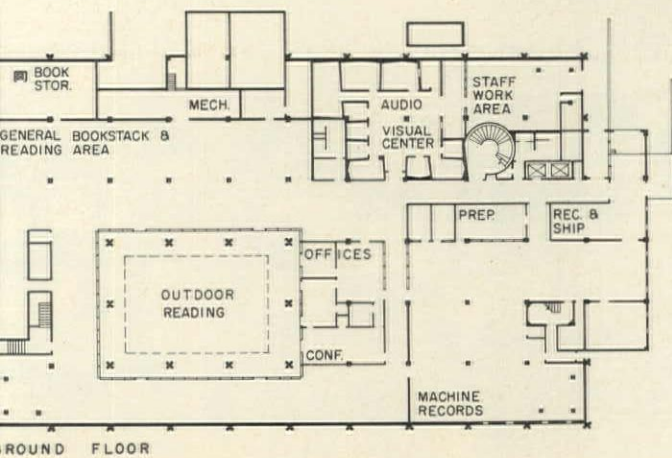 BOOK
STOR.
MECH.
AUDIO
VISUAL
CENTER
STAFF
WORK
AREA
GENERAL BOOKSTACK &
READING AREA
PREP.
REC. &
SHIP
OFFICES
OUTDOOR
READING
CONF.
MACHINE
RECORDS
ROUND FLOOR